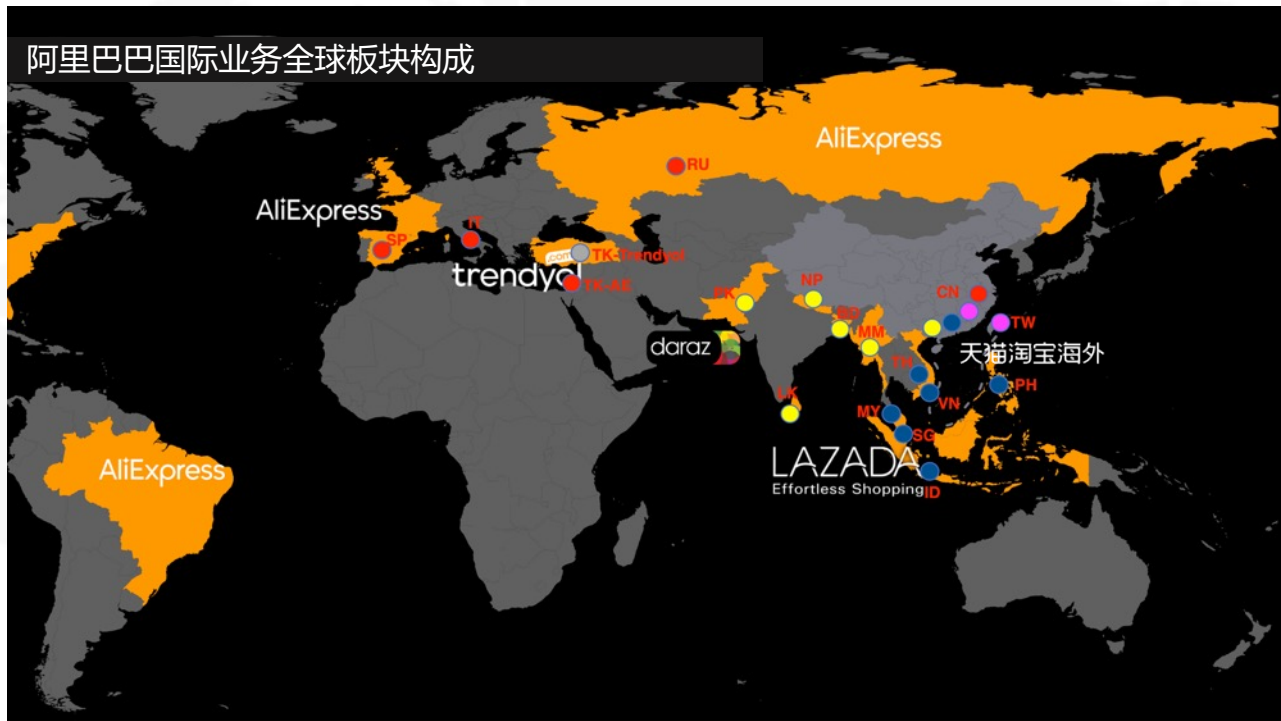 阿里巴巴国际业务全球板块构成
AliExpress
RU
AliExpress
IT
SP
.com
TK-Trendyol
trendyol
TK-AE
NP
PK
CN
BD
TW
MM
daraz
天猫淘宝海外
TH
PH
LK
VN
MY
SG
AliExpress
LAZADA
Effortless Shopping
ID